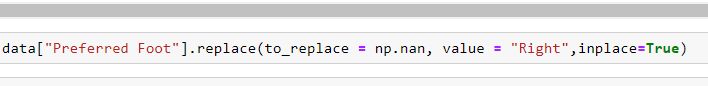 data["Preferred Foot"].replace(to_replace = np.nan, value = "Right",inplace=True)